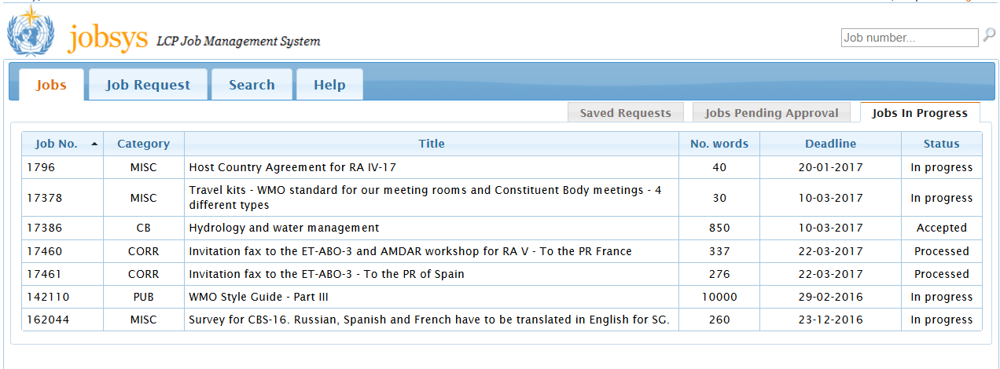 jobsys LCP Job Management System
Job number...
Jobs Job Request Search Help
Saved Requests Jobs Pending Approval Jobs In Progress
Job No. Category Title No. words Deadline Status
1796 MISC Host Country Agreement for RA IV-17 40 20-01-2017 In progress
17378 MISC Travel kits - WMO standard for our meeting rooms and Constituent Body meetings - 4
different types 30 10-03-2017 In progress
17386 CB Hydrology and water management 850 10-03-2017 Accepted
17460 CORR Invitation fax to the ET-ABO-3 and AMDAR workshop for RA V - To the PR France 337 22-03-2017 Processed
17461 CORR Invitation fax to the ET-ABO-3 - To the PR of Spain 276 22-03-2017 Processed
142110 PUB WMO Style Guide - Part III 10000 29-02-2016 In progress
162044 MISC Survey for CBS-16. Russian, Spanish and French have to be translated in English for SG. 260 23-12-2016 In progress